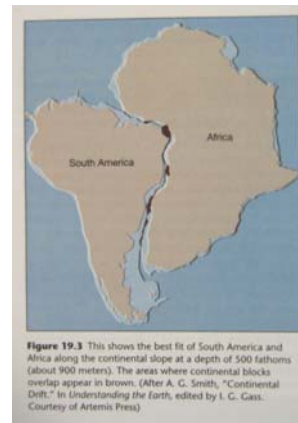 Africa
South America
Figure 19.3 This shows the best fit of South America and
Africa along the continental slope at a depth of 500 fathoms
(about 900 meters). The areas where continental blocks
overlap appear in brown. (After A. G. Smith, "Continental
Drift." In Understanding the Earth, edited by I. G. Gass.
Courtesy of Artemis Press)